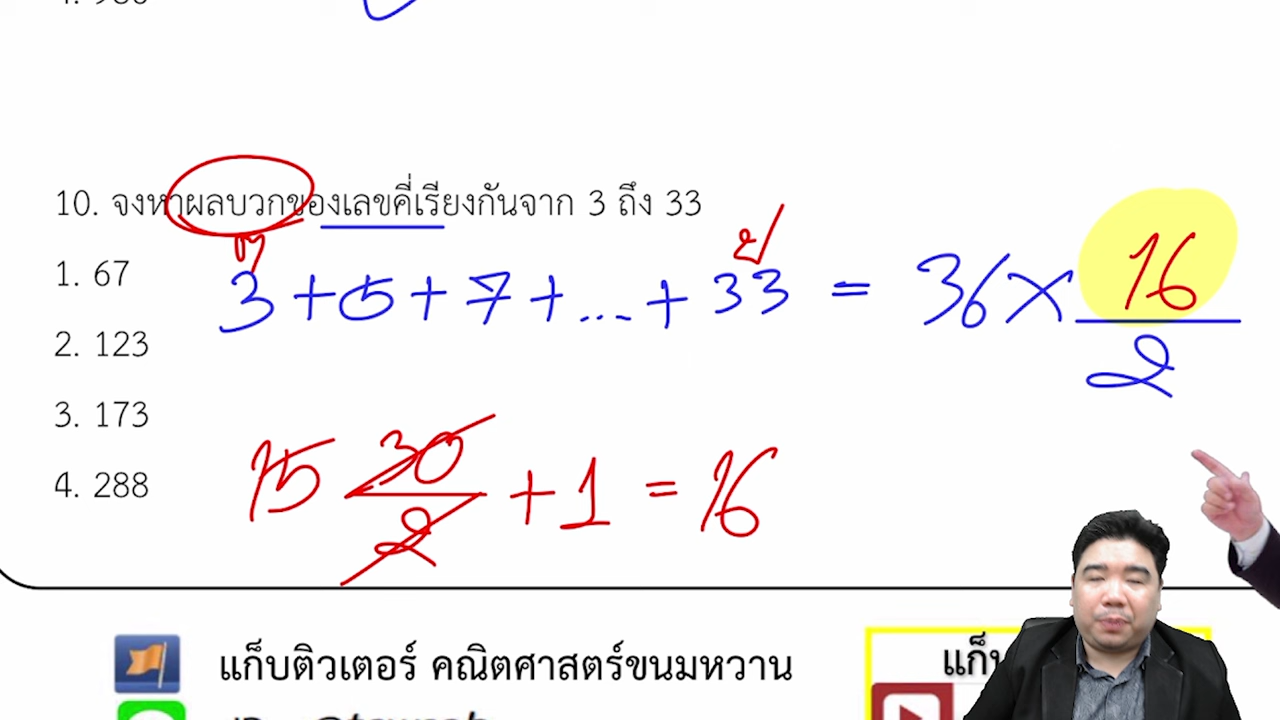 10. จงหาผลบวกของเลขคี่เรียงกันจาก 3 ถึง 33
ต ย
1. 67
3 + 5 + 7 + ... + 33 = 36 × 16
2
2. 123
3. 173
4. 288
15 30
2 + 1 = 16
แก็บติวเตอร์ คณิตศาสตร์ขนมหวาน